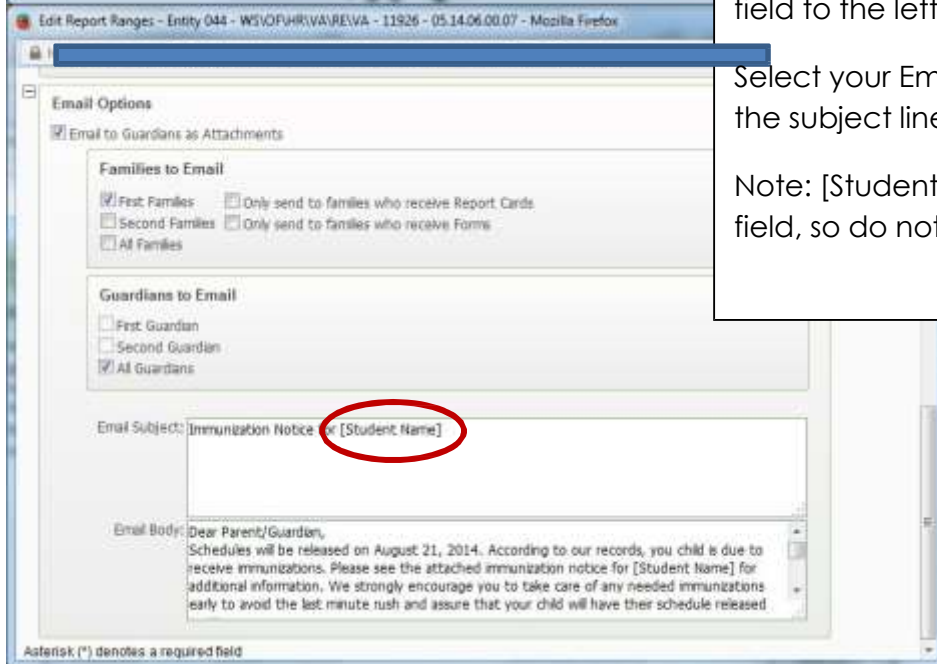 Edit Report Ranges - Entity 044 - WS\OF\HR\VA\RE\VA - 11926 - 05.14.06.00.07 - Mozilla Firefox
field to the left
Select your Em
the subject line
Note: [Student
field, so do not
Email Options
Email to Guardians as Attachments
Families to Email
First Families Only send to families who receive Report Cards
Second Families Only send to families who receive Forms
All Families
Guardians to Email
First Guardian
Second Guardian
All Guardians
Email Subject: Immunization Notice for [Student Name]
Email Body: Dear Parent/Guardian,
Schedules will be released on August 21, 2014. According to our records, you child is due to
receive immunizations. Please see the attached immunization notice for [Student Name] for
additional information. We strongly encourage you to take care of any needed immunizations
early to avoid the last minute rush and assure that your child will have their schedule released
Asterisk (*) denotes a required field